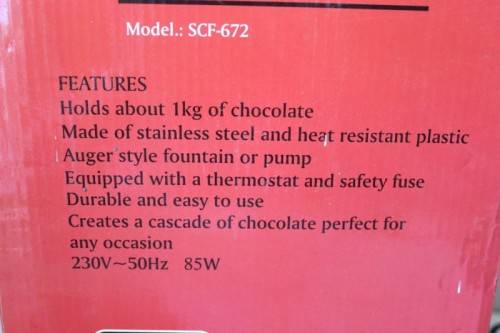 Model.: SCF-672
FEATURES
Holds about 1kg of chocolate
Made of stainless steel and heat resistant plastic
Auger style fountain or pump
Equipped with a thermostat and safety fuse
Durable and easy to use
Creates a cascade of chocolate perfect for
any occasion
230V~50Hz 85W